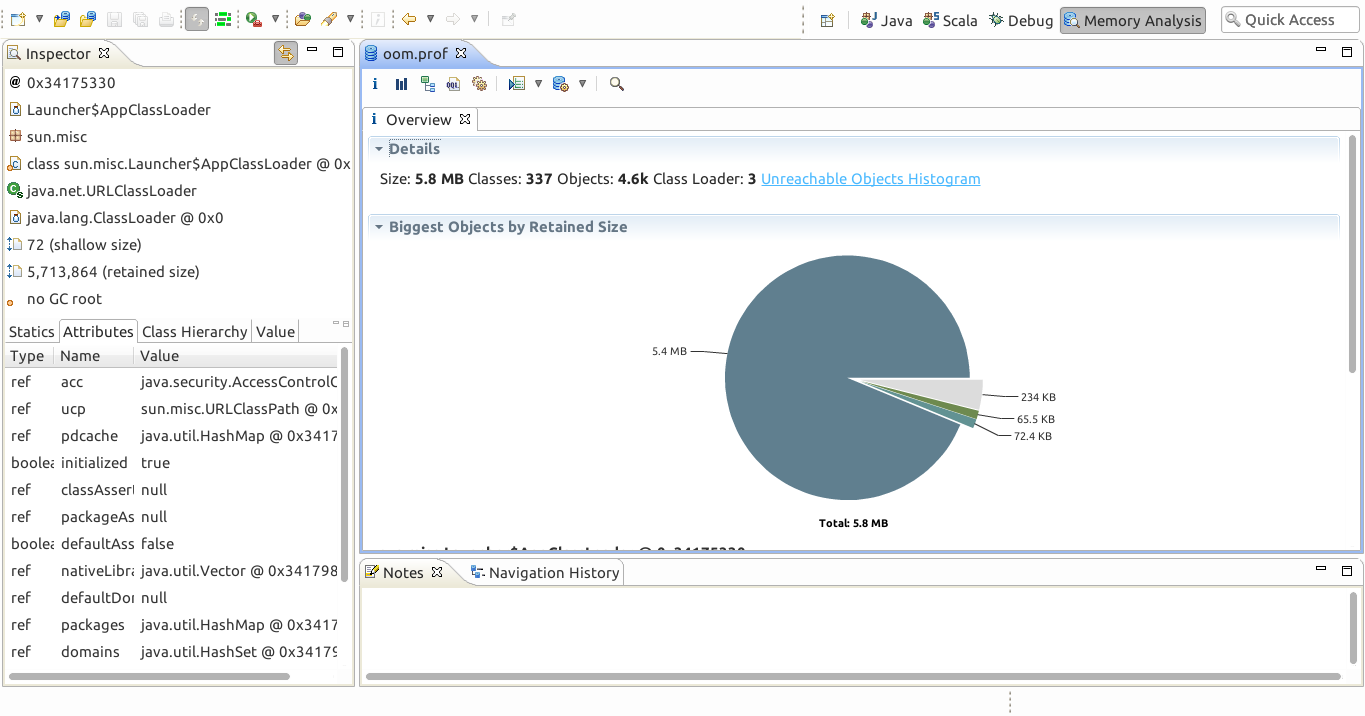 Java Scala Debug Memory Analysis Quick Access
Inspector
@ 0x34175330
Launcher$AppClassLoader
sun.misc
class sun.misc.Launcher$AppClassLoader @ 0x
java.net.URLClassLoader
java.lang.ClassLoader @ 0x0
72 (shallow size)
5,713,864 (retained size)
no GC root
Statics Attributes Class Hierarchy Value
Type Name Value
ref acc java.security.AccessControlC
ref ucp sun.misc.URLClassPath @ 0x
ref pdcache java.util.HashMap @ 0x3417
boolea initialized true
ref classAssert null
ref packageAs null
boolea defaultAss false
ref nativeLibra java.util.Vector @ 0x341798
ref defaultDor null
ref packages java.util.HashMap @ 0x3417
ref domains java.util.HashSet @ 0x34179
oom.prof
i OQL
i Overview
Details
Size: 5.8 MB Classes: 337 Objects: 4.6k Class Loader: 3 Unreachable Objects Histogram
Biggest Objects by Retained Size
5.4 MB
234 KB
65.5 KB
72.4 KB
Total: 5.8 MB
Notes Navigation History